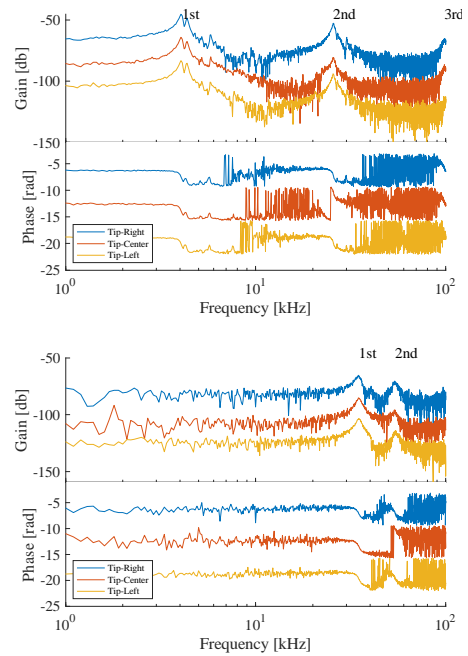 1st 2nd 3rd
-50
-100
-150
Gain [db]
-5
-10
-15
-20
-25
Phase [rad]
Tip-Right
Tip-Center
Tip-Left
10^0 10^1 10^2
Frequency [kHz]
1st 2nd
-50
-100
-150
Gain [db]
-5
-10
-15
-20
-25
Phase [rad]
Tip-Right
Tip-Center
Tip-Left
10^0 10^1 10^2
Frequency [kHz]